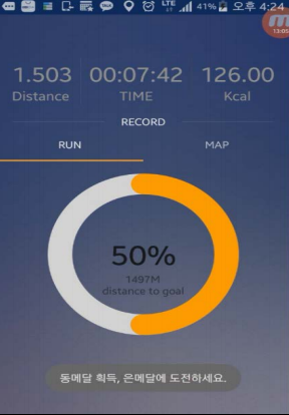 LTE 41% 오후 4:24
13:05
1.503 00:07:42 126.00
Distance TIME Kcal
RECORD
RUN MAP
50%
1497M
distance to goal
동메달 획득, 은메달에 도전하세요.